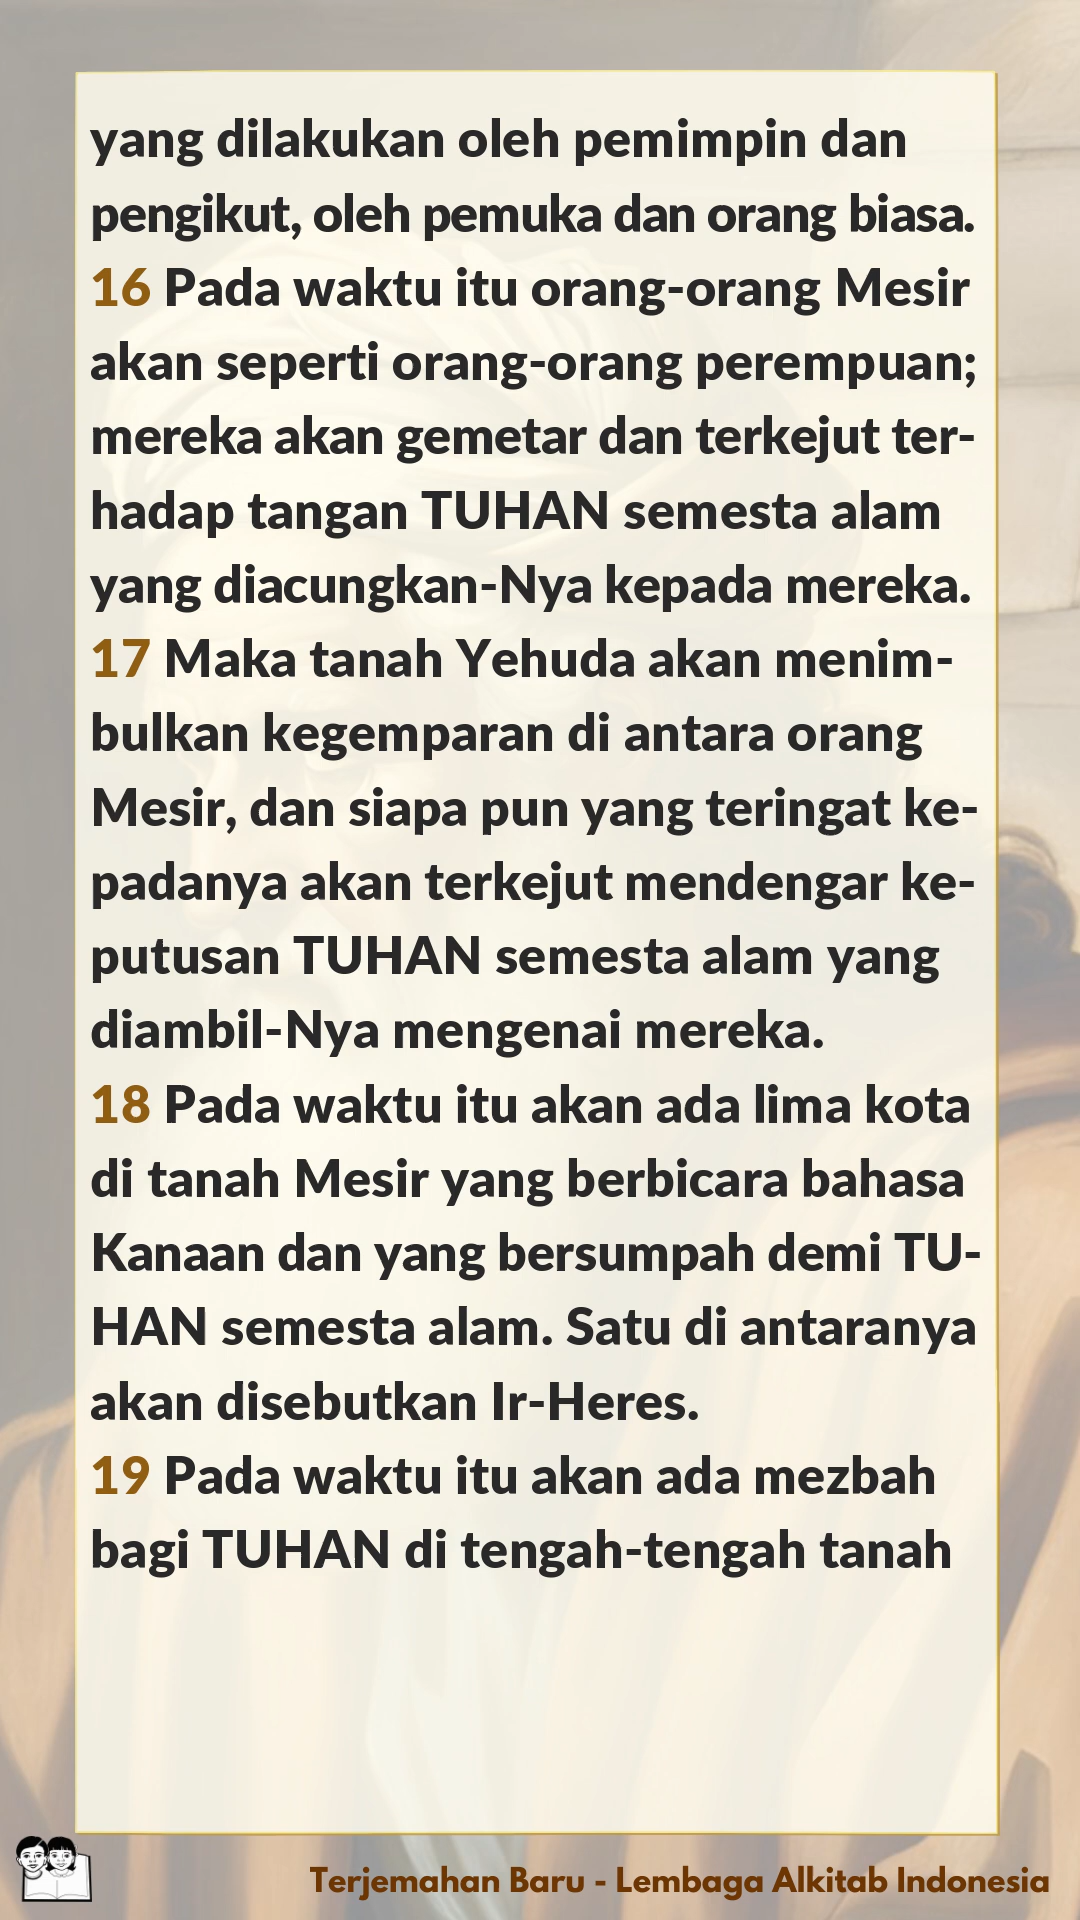 yang dilakukan oleh pemimpin dan
pengikut, oleh pemuka dan orang biasa.
16 Pada waktu itu orang-orang Mesir
akan seperti orang-orang perempuan;
mereka akan gemetar dan terkejut ter-
hadap tangan TUHAN semesta alam
yang diacungkan-Nya kepada mereka.
17 Maka tanah Yehuda akan menim-
bulkan kegemparan di antara orang
Mesir, dan siapa pun yang teringat ke-
padanya akan terkejut mendengar ke-
putusan TUHAN semesta alam yang
diambil-Nya mengenai mereka.
18 Pada waktu itu akan ada lima kota
di tanah Mesir yang berbicara bahasa
Kanaan dan yang bersumpah demi TU-
HAN semesta alam. Satu di antaranya
akan disebutkan Ir-Heres.
19 Pada waktu itu akan ada mezbah
bagi TUHAN di tengah-tengah tanah
Terjemahan Baru - Lembaga Alkitab Indonesia